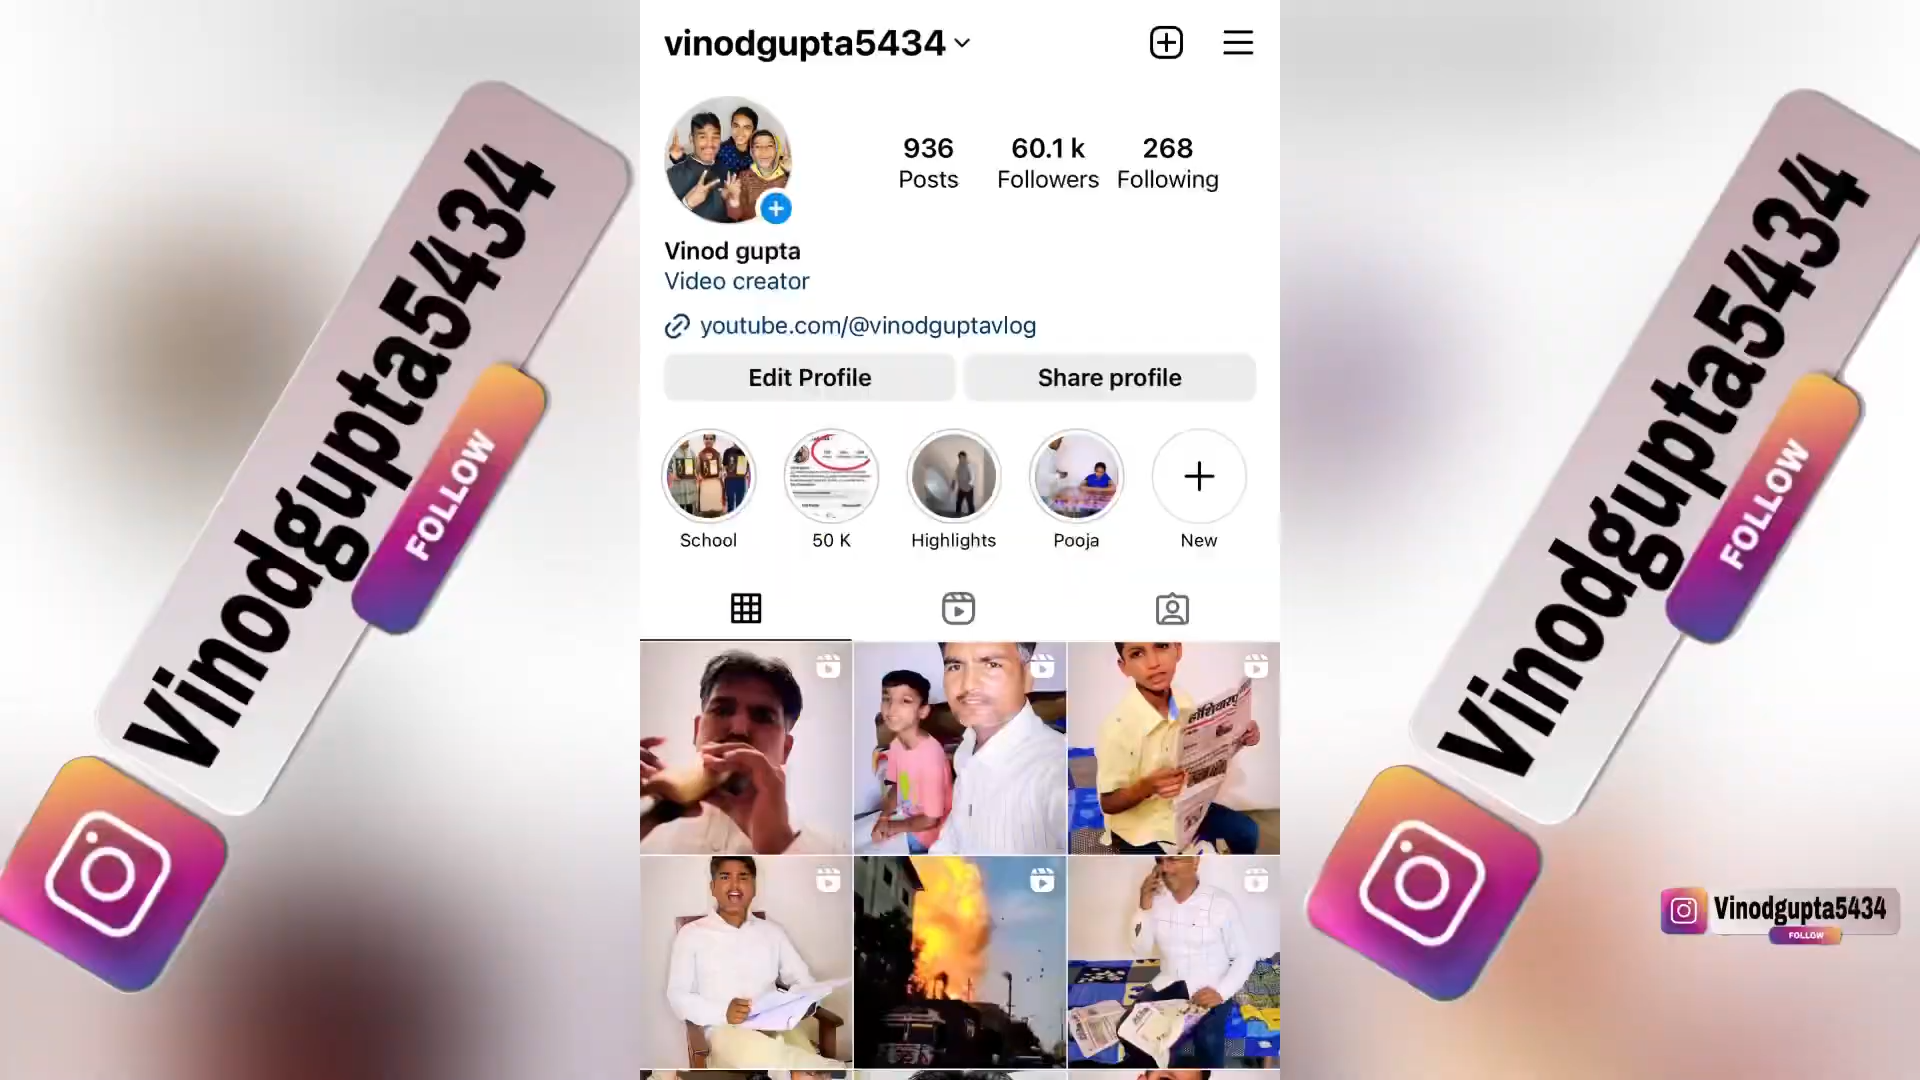 vinodgupta5434
936
Posts
60.1 k
Followers
268
Following
Vinod gupta
Video creator
youtube.com/@vinodguptavlog
Edit Profile
Share profile
School
50 K
Highlights
Pooja
New
होशियारपु
Vinodgupta5434
FOLLOW
Vinodgupta5434
FOLLOW
Vinodgupta5434
FOLLOW